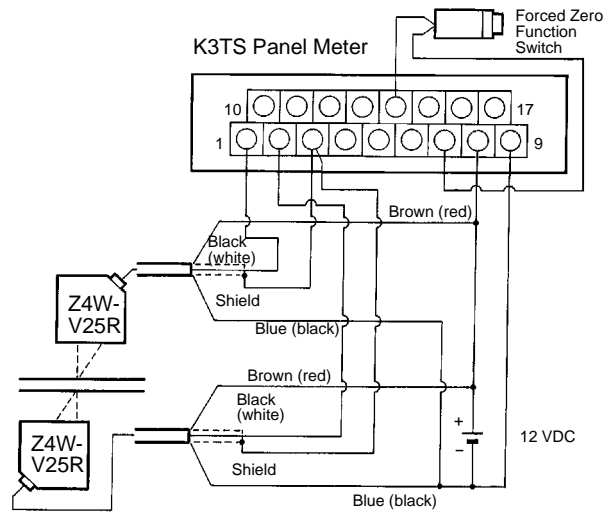 Forced Zero
Function
Switch
K3TS Panel Meter
10
17
1
9
Brown (red)
Black
(white)
Z4W-
V25R
Shield
Blue (black)
Brown (red)
Black
(white)
+
12 VDC
−
Z4W-
V25R
Shield
Blue (black)